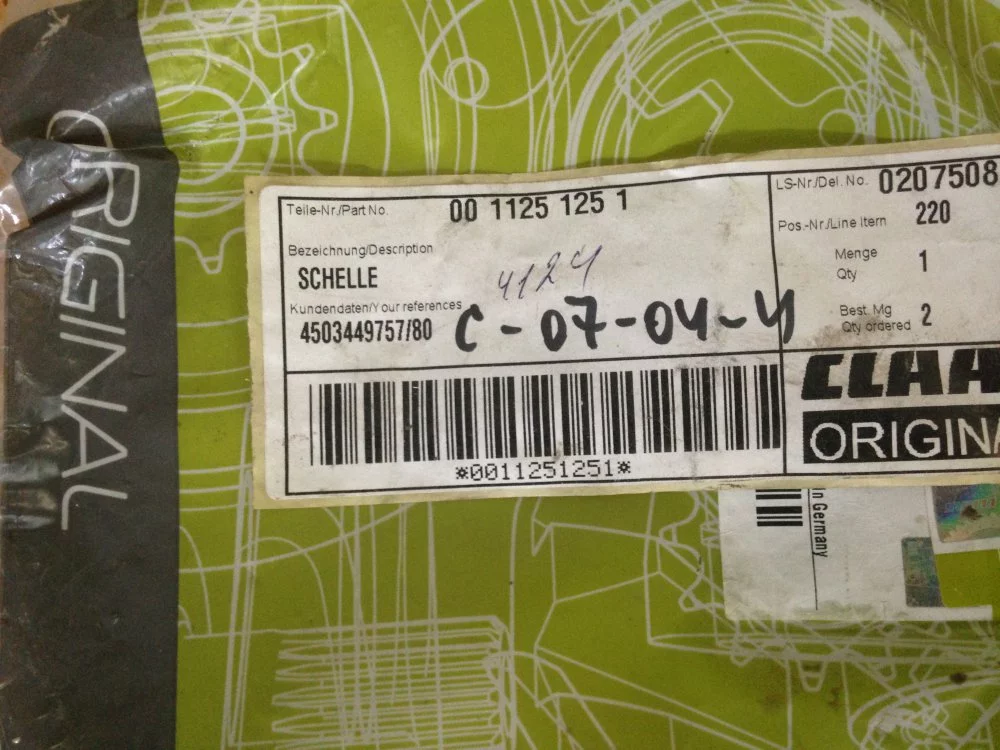 ORIGINAL
Teile-Nr./Part No. 00 1125 125 1
LS-Nr./Del. No. 0207508
Pos.-Nr./Line item 220
Bezeichnung/Description
SCHELLE
4124
Menge
Qty 1
Kundendaten/Your references
4503449757/80
C-07-04-4
Best. Mg
Qty ordered 2
*0011251251*
CLAA
ORIGINA
in Germany